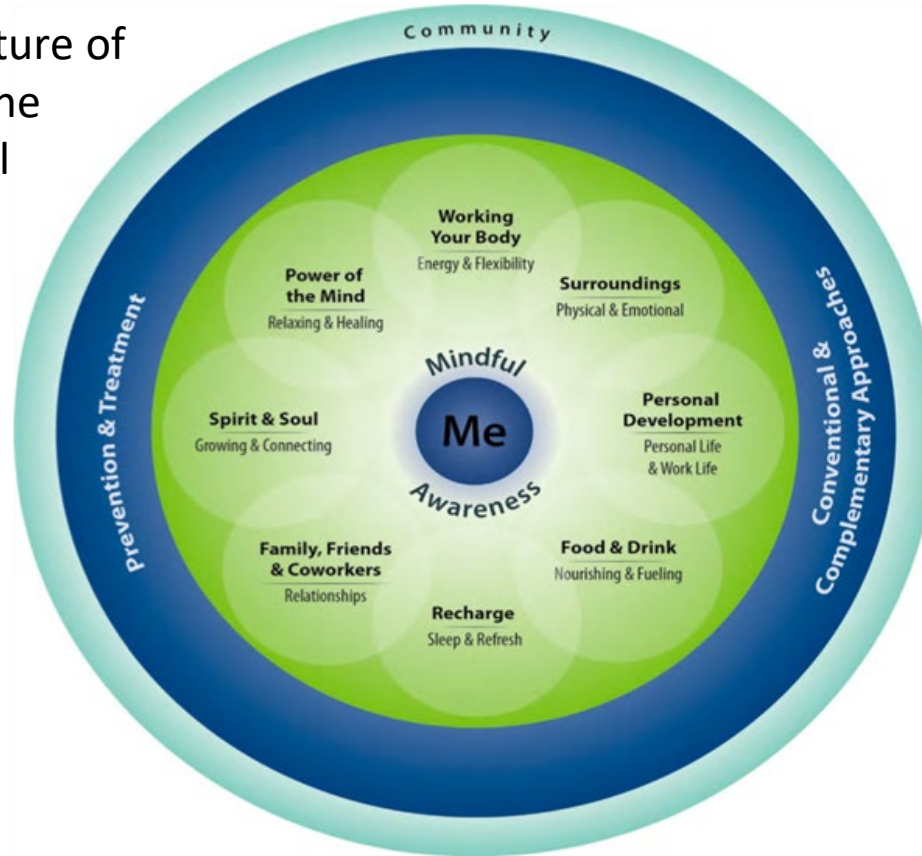 Community
Working
Your Body
Energy & Flexibility
Power of
the Mind
Relaxing & Healing
Surroundings
Physical & Emotional
Mindful
Me
Awareness
Spirit & Soul
Growing & Connecting
Personal
Development
Personal Life
& Work Life
Prevention & Treatment
Conventional &
Complementary Approaches
Family, Friends
& Coworkers
Relationships
Food & Drink
Nourishing & Fueling
Recharge
Sleep & Refresh
of